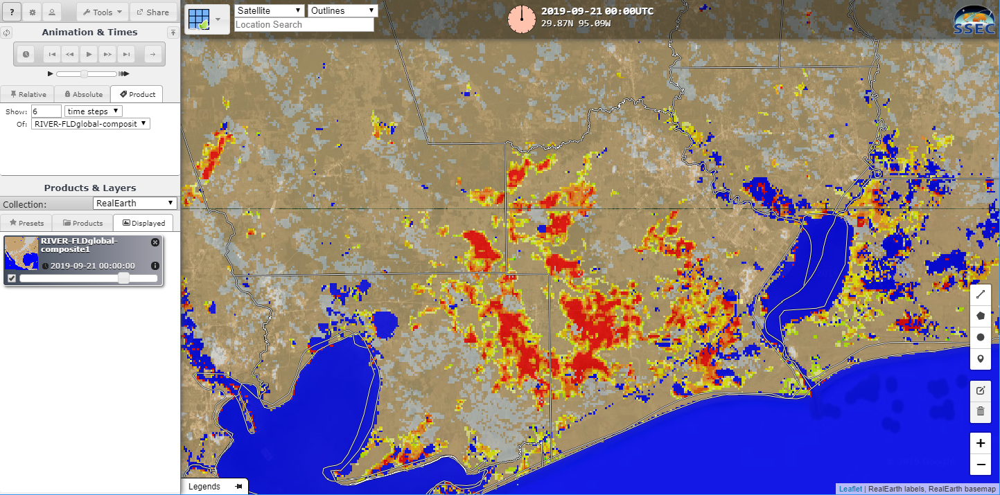 ?
Tools
Share
Animation & Times
Relative
Absolute
Product
Show: 6 time steps
Of: RIVER-FLDglobal-composit
Products & Layers
Collection: RealEarth
Presets
Products
Displayed
RIVER-FLDglobal-
composite1
2019-09-21 00:00:00
Satellite
Outlines
Location Search
2019-09-21 00:00UTC
29.87N 95.09W
SSEC
Legends
+
−
Leaflet | RealEarth labels, RealEarth basemap